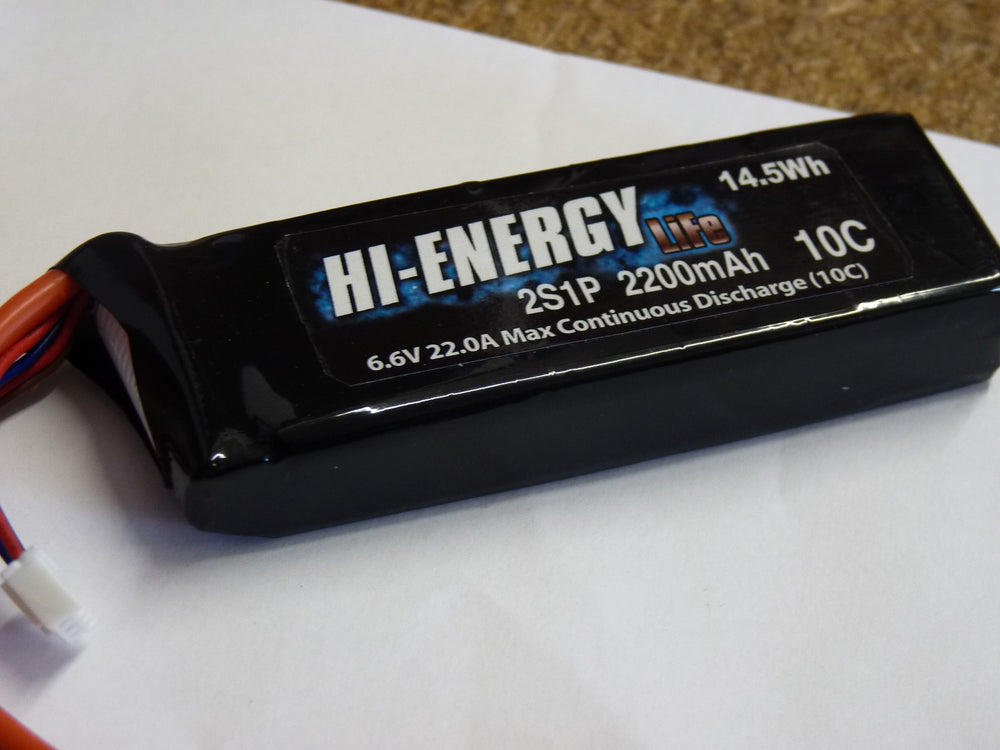 14.5Wh
HI-ENERGY LiFe
2S1P 2200mAh 10C
6.6V 22.0A Max Continuous Discharge (10C)